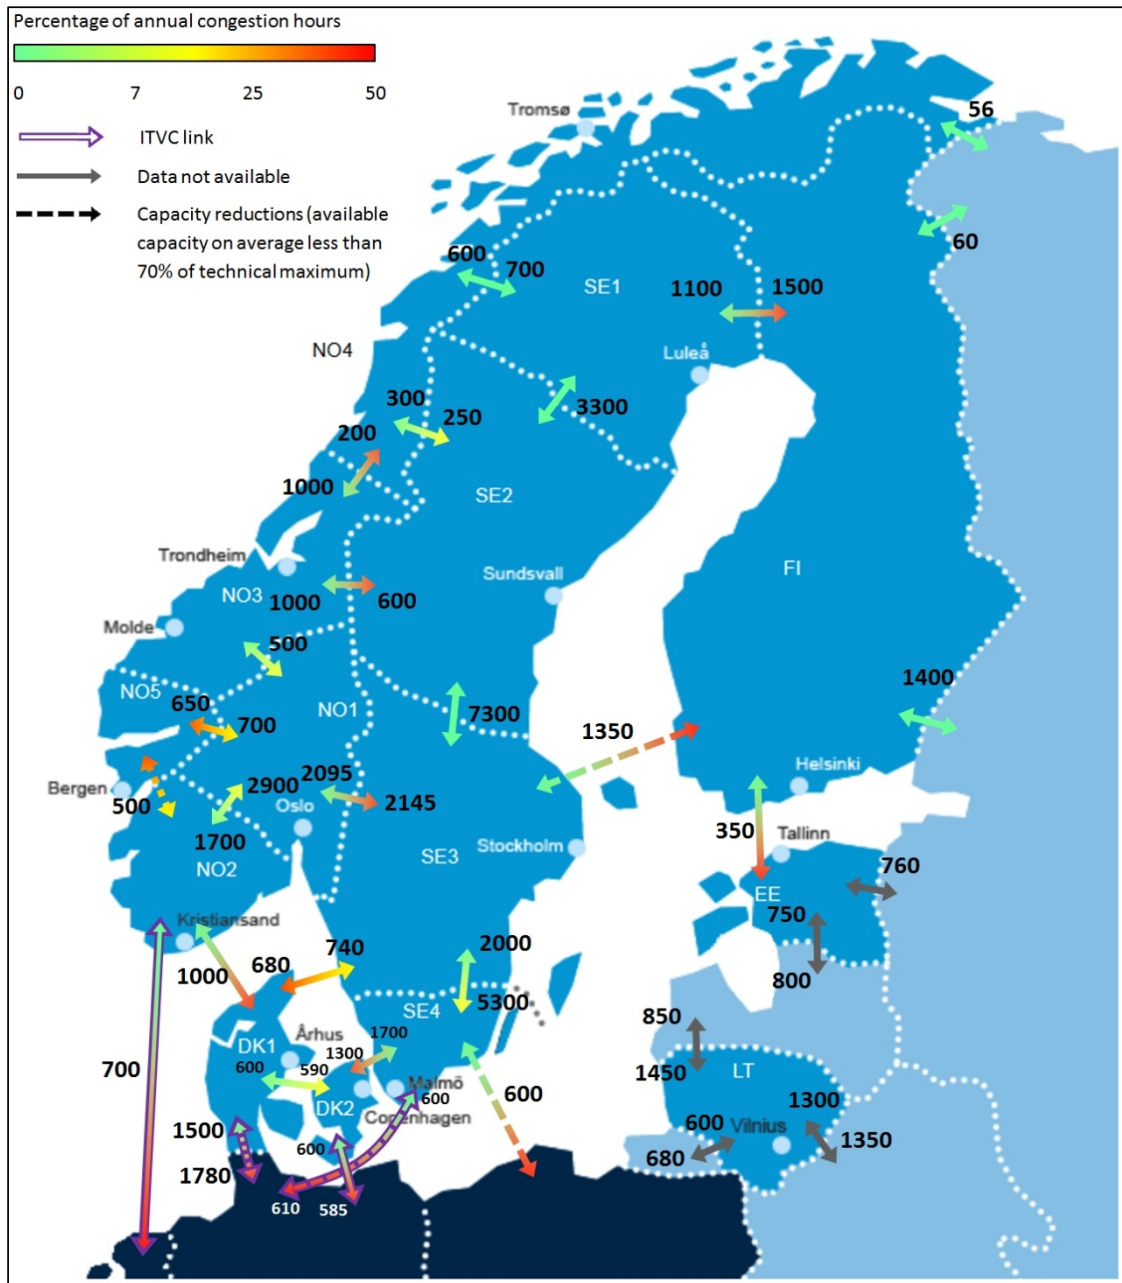 Percentage of annual congestion hours
0 7 25 50
ITVC link
Data not available
Capacity reductions (available
capacity on average less than
70% of technical maximum)
Tromsø
56
60
600
700
SE1
1100
1500
NO4
Luleå
300
250
3300
200
1000
SE2
Trondheim
Sundsvall
FI
NO3
1000
600
Molde
500
NO5
650
700
NO1
7300
1400
1350
Bergen
500
2900
2095
2145
Oslo
1700
Helsinki
350
Tallinn
SE3
Stockholm
NO2
760
EE
750
800
Kristiansand
1000
680
740
2000
5300
SE4
850
1450
LT
DK1
Århus
600
590
1300
1700
700
DK2
Malmö
600
Copenhagen
600
1300
1350
600
Vilnius
680
1500
1780
600
610
585